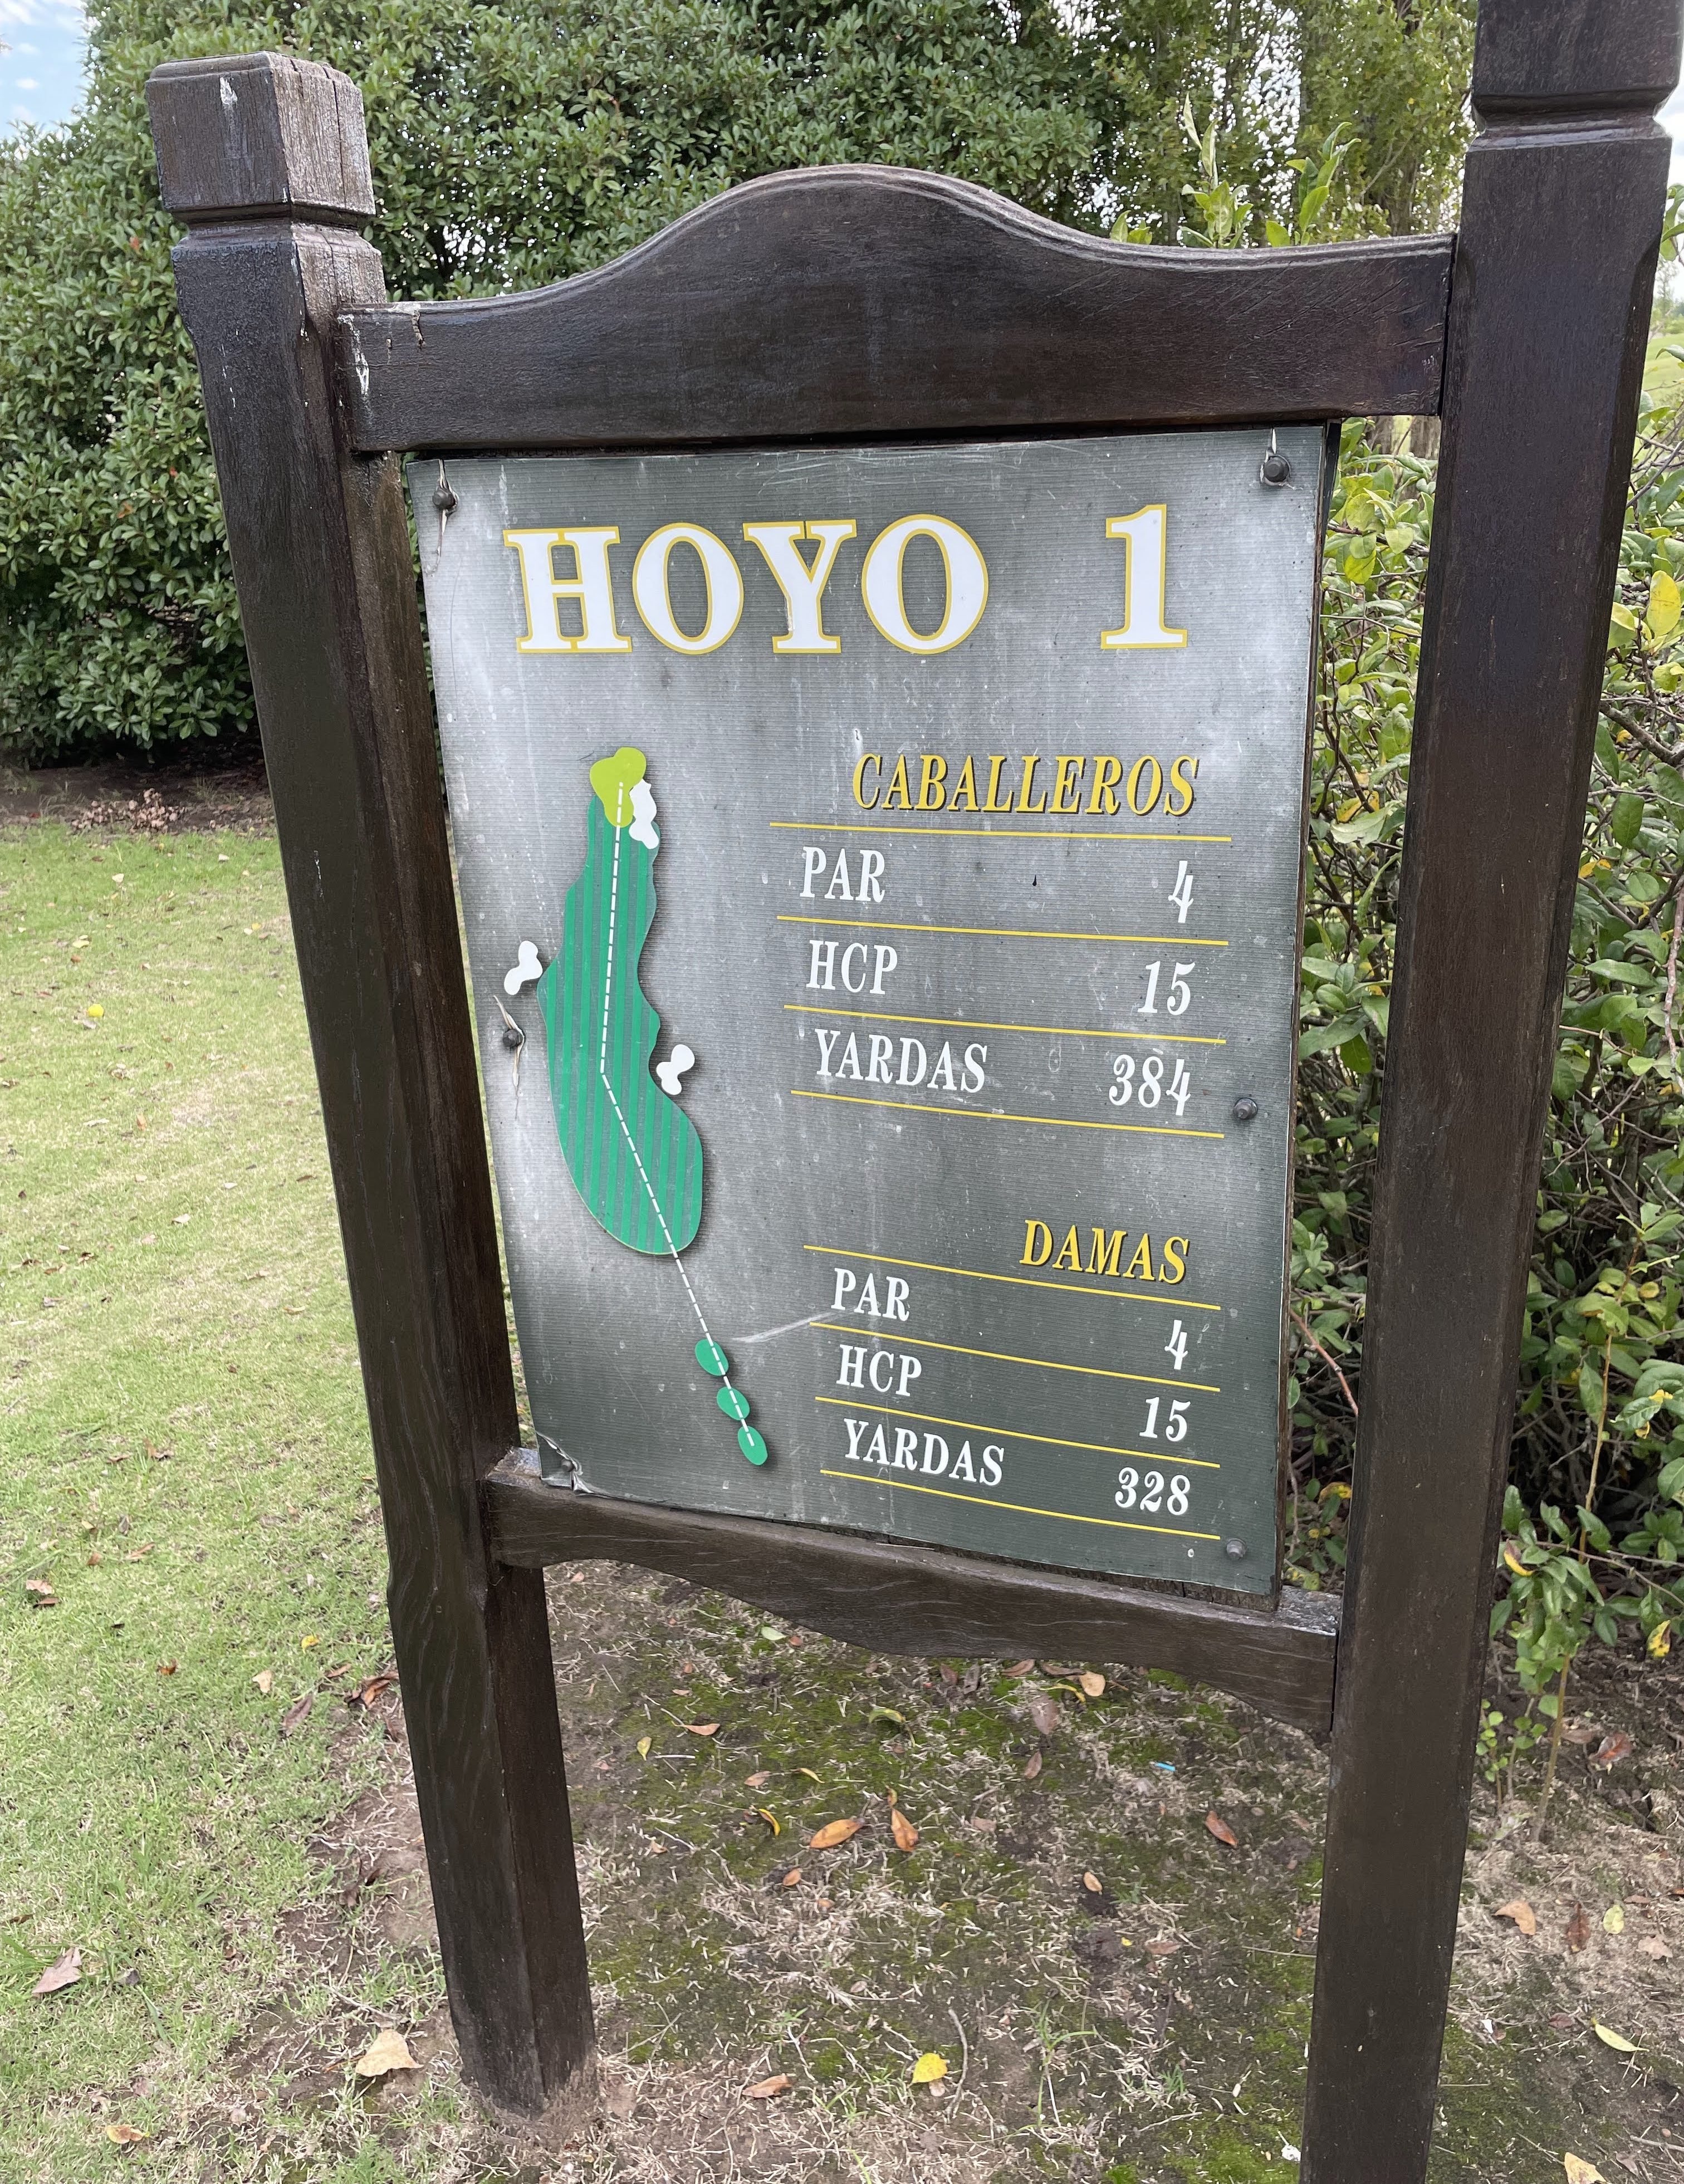 HOYO 1
CABALLEROS
PAR 4
HCP 15
YARDAS 384
DAMAS
PAR 4
HCP 15
YARDAS 328